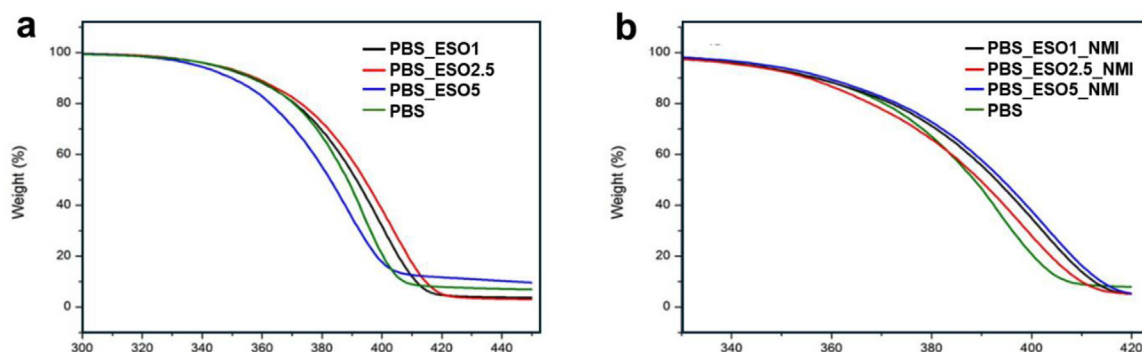 a
PBS_ESO1
PBS_ESO2.5
PBS_ESO5
PBS
Weight (%)
100
80
60
40
20
0
300 320 340 360 380 400 420 440
b
PBS_ESO1_NMI
PBS_ESO2.5_NMI
PBS_ESO5_NMI
PBS
Weight (%)
100
80
60
40
20
0
340 360 380 400 420